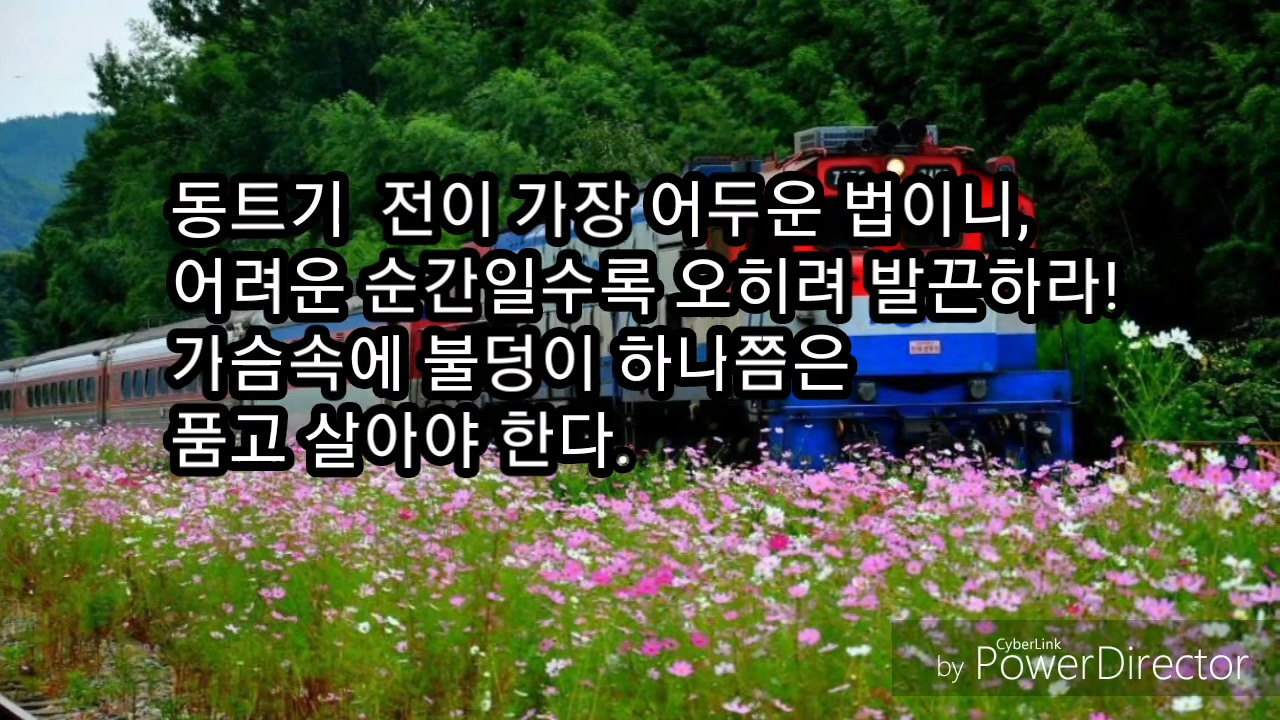 동트기 전이 가장 어두운 법이니,
어려운 순간일수록 오히려 발끈하라!
가슴속에 불덩이 하나쯤은
품고 살아야 한다.
CyberLink
by PowerDirector